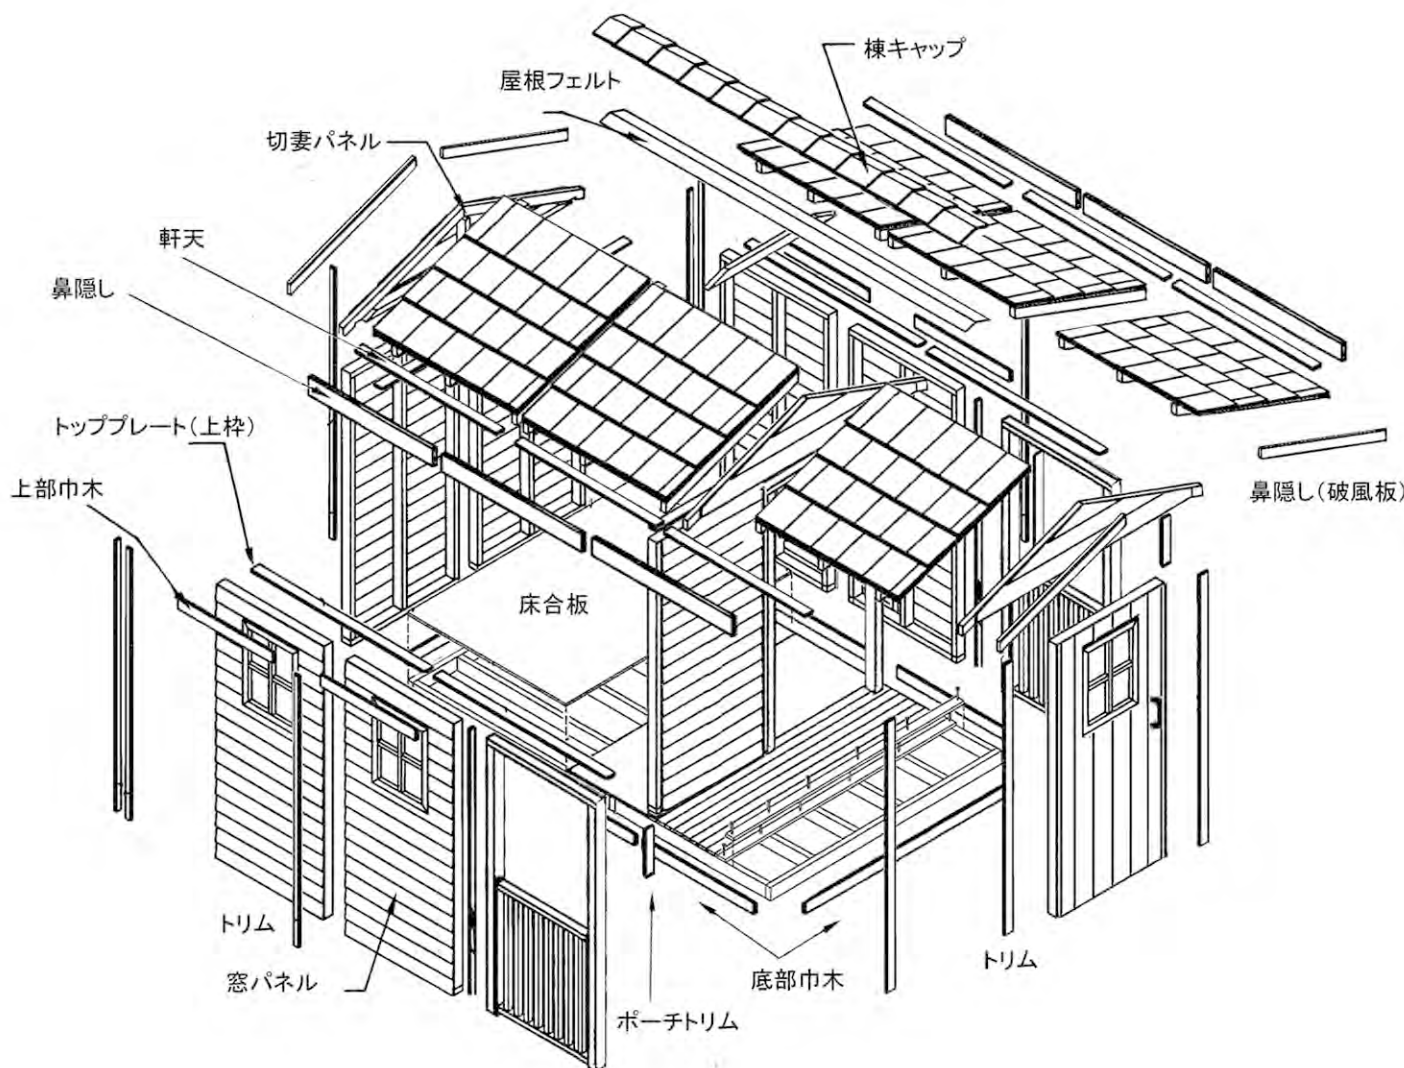 棟キャップ
屋根フェルト
切妻パネル
軒天
鼻隠し
トッププレート(上枠)
上部巾木
鼻隠し(破風板)
床合板
トリム
窓パネル
底部巾木
トリム
ポーチトリム